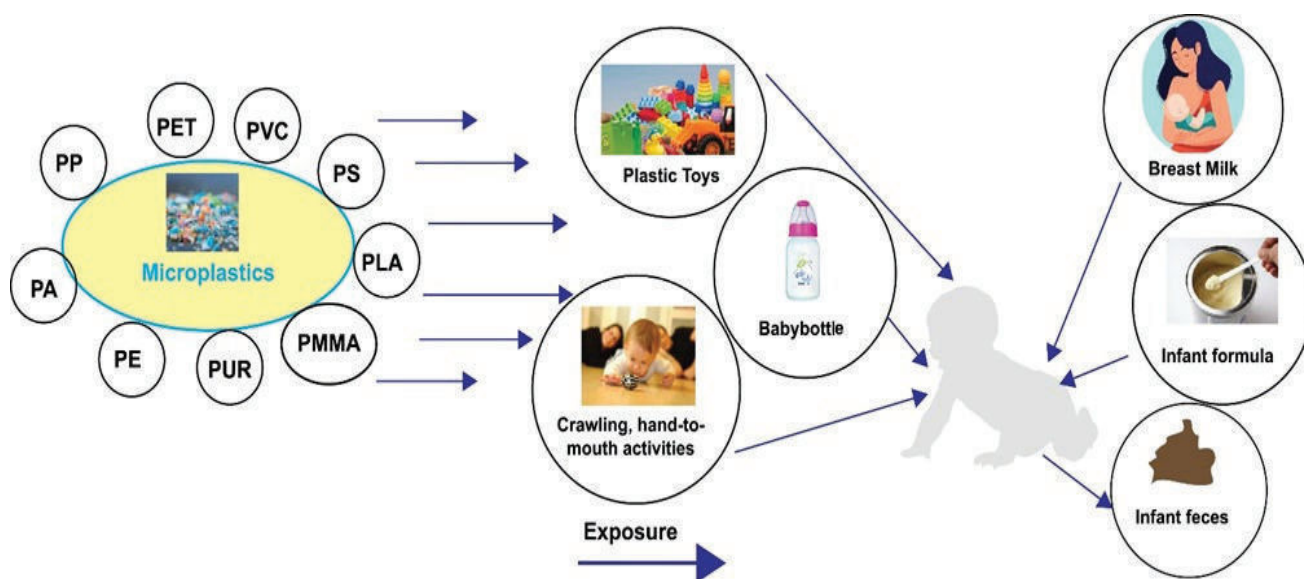 PET
PVC
PP
PS
Microplastics
PA
PLA
PE
PUR
PMMA
Plastic Toys
Babybottle
Crawling, hand-to-
mouth activities
Exposure
Breast Milk
Infant formula
Infant feces